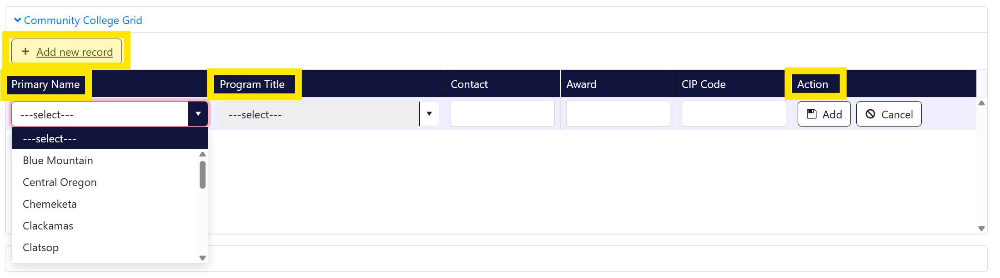 Community College Grid
+ Add new record
Primary Name Program Title Contact Award CIP Code Action
---select--- ---select--- Add Cancel
---select---
Blue Mountain
Central Oregon
Chemeketa
Clackamas
Clatsop